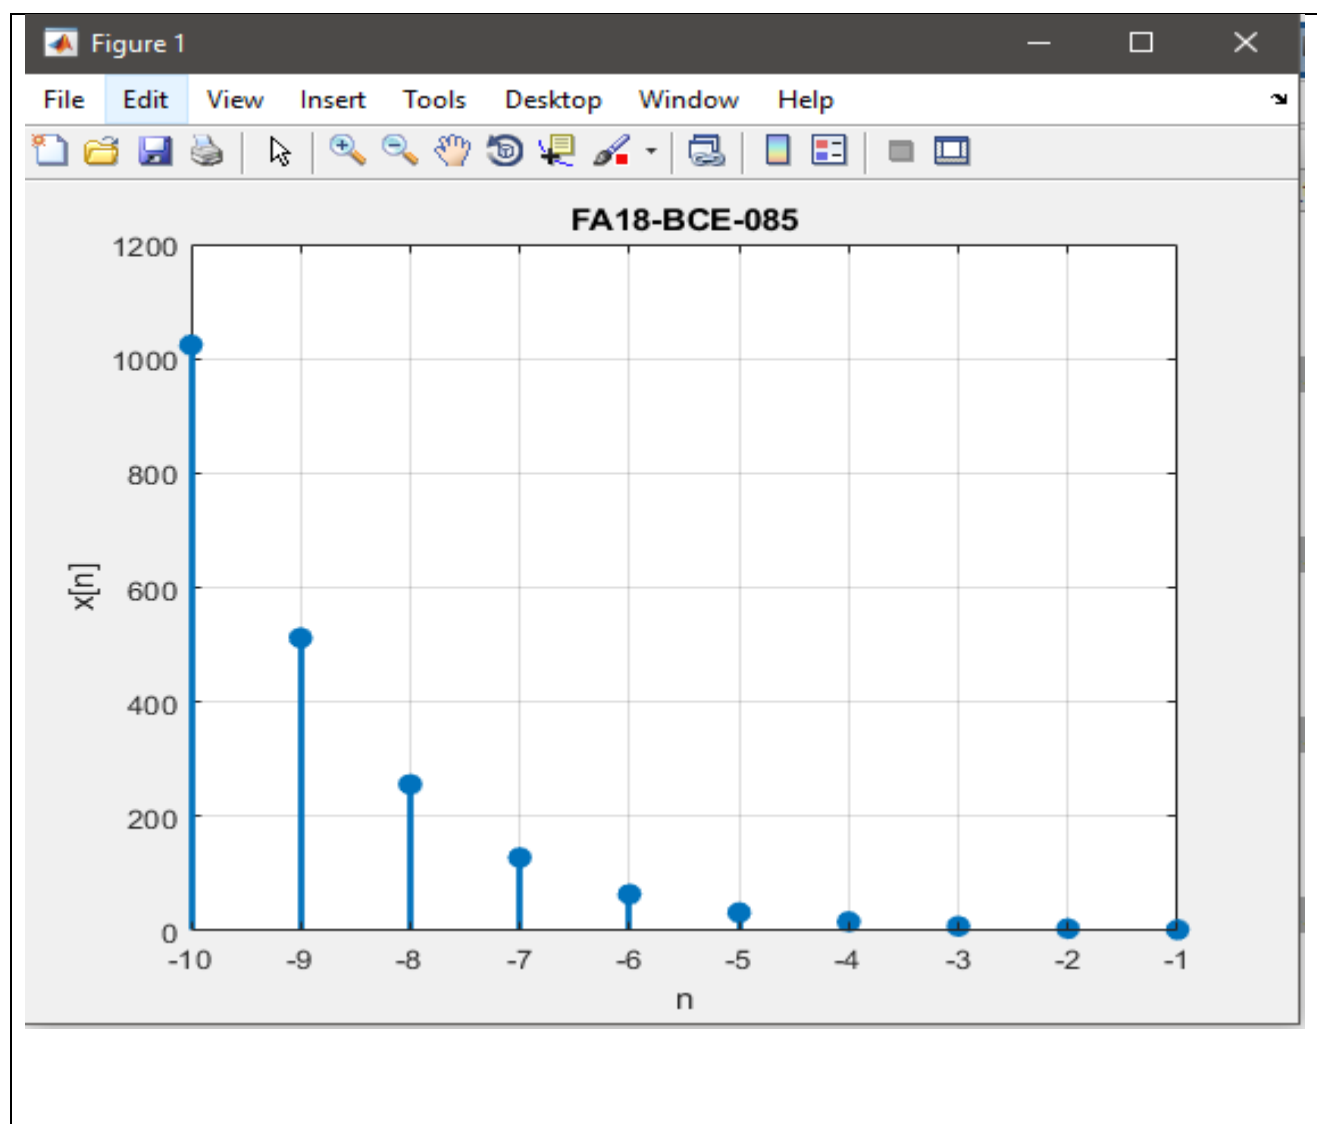 Figure 1
File Edit View Insert Tools Desktop Window Help
FA18-BCE-085
1200
1000
800
600
400
200
0
x[n]
-10 -9 -8 -7 -6 -5 -4 -3 -2 -1
n